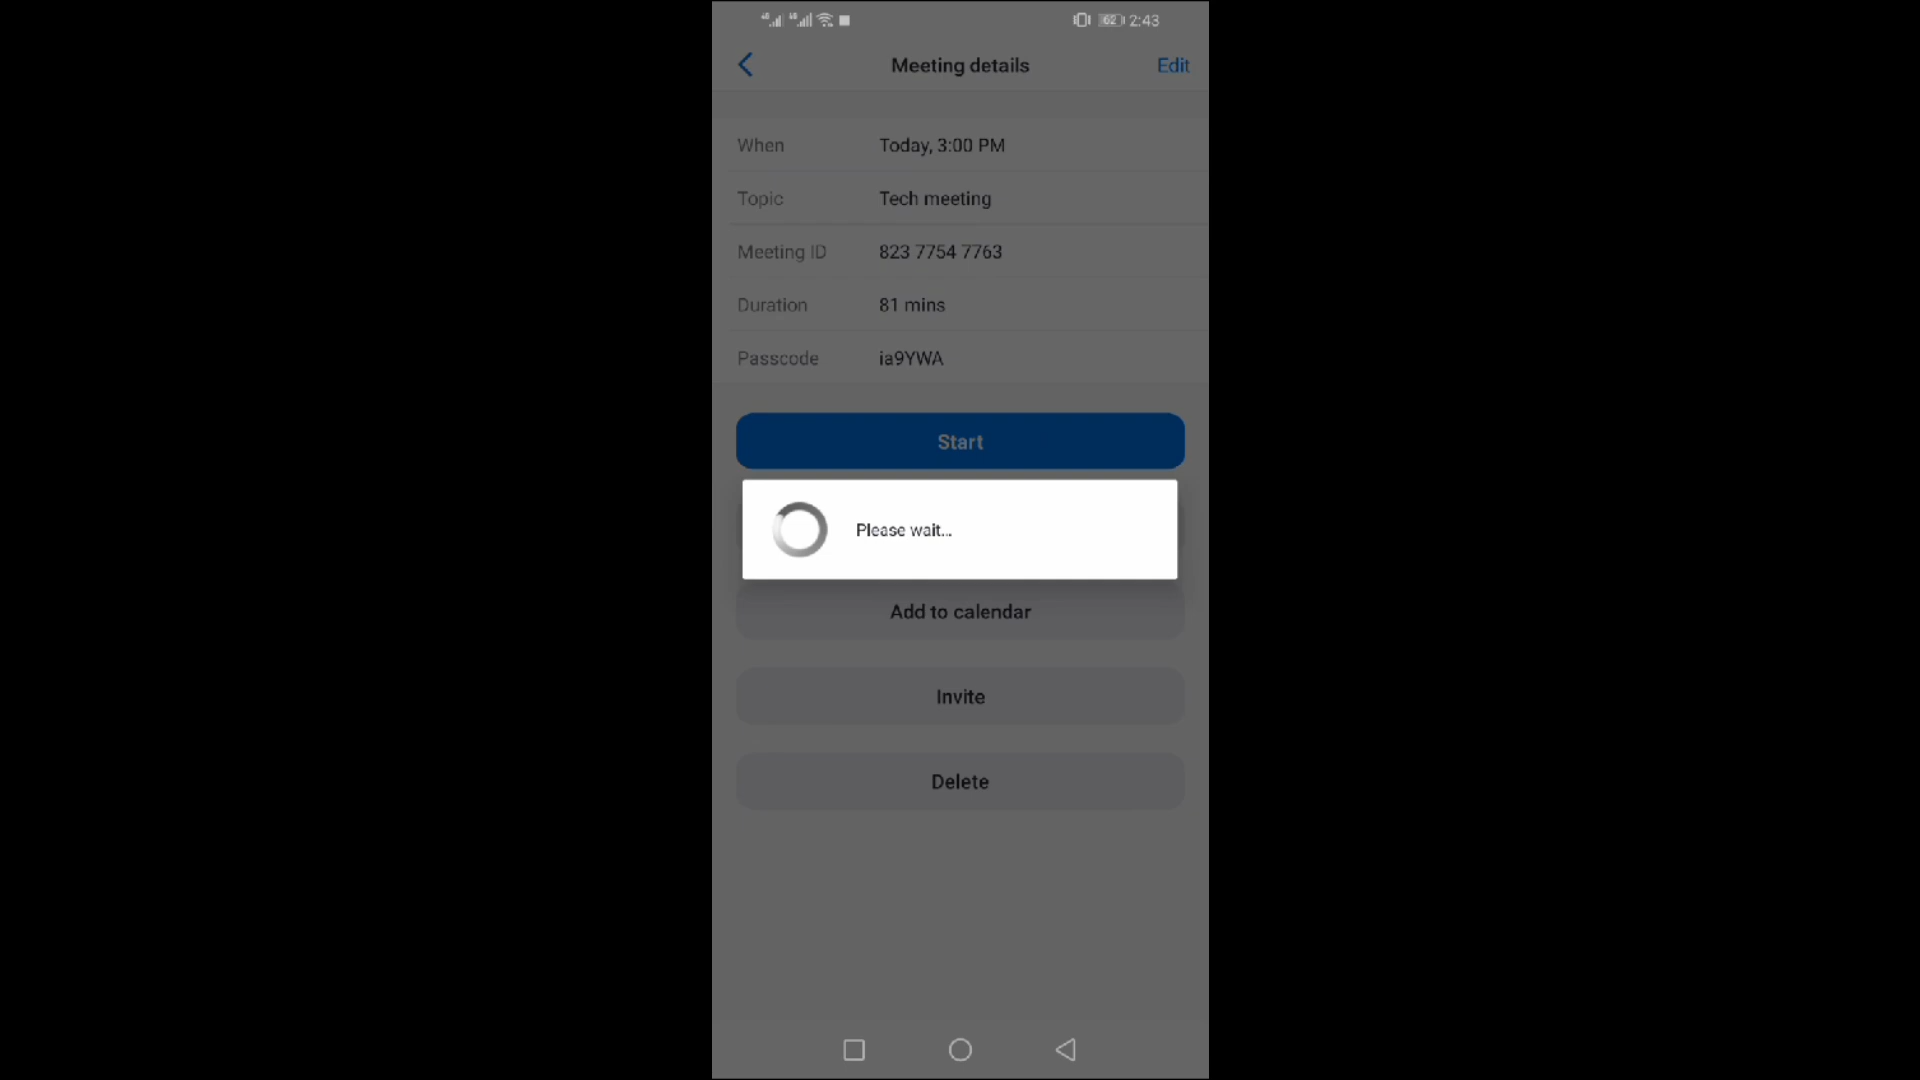 62 2:43
Meeting details Edit
When Today, 3:00 PM
Topic Tech meeting
Meeting ID 823 7754 7763
Duration 81 mins
Passcode ia9YWA
Start
Please wait...
Add to calendar
Invite
Delete